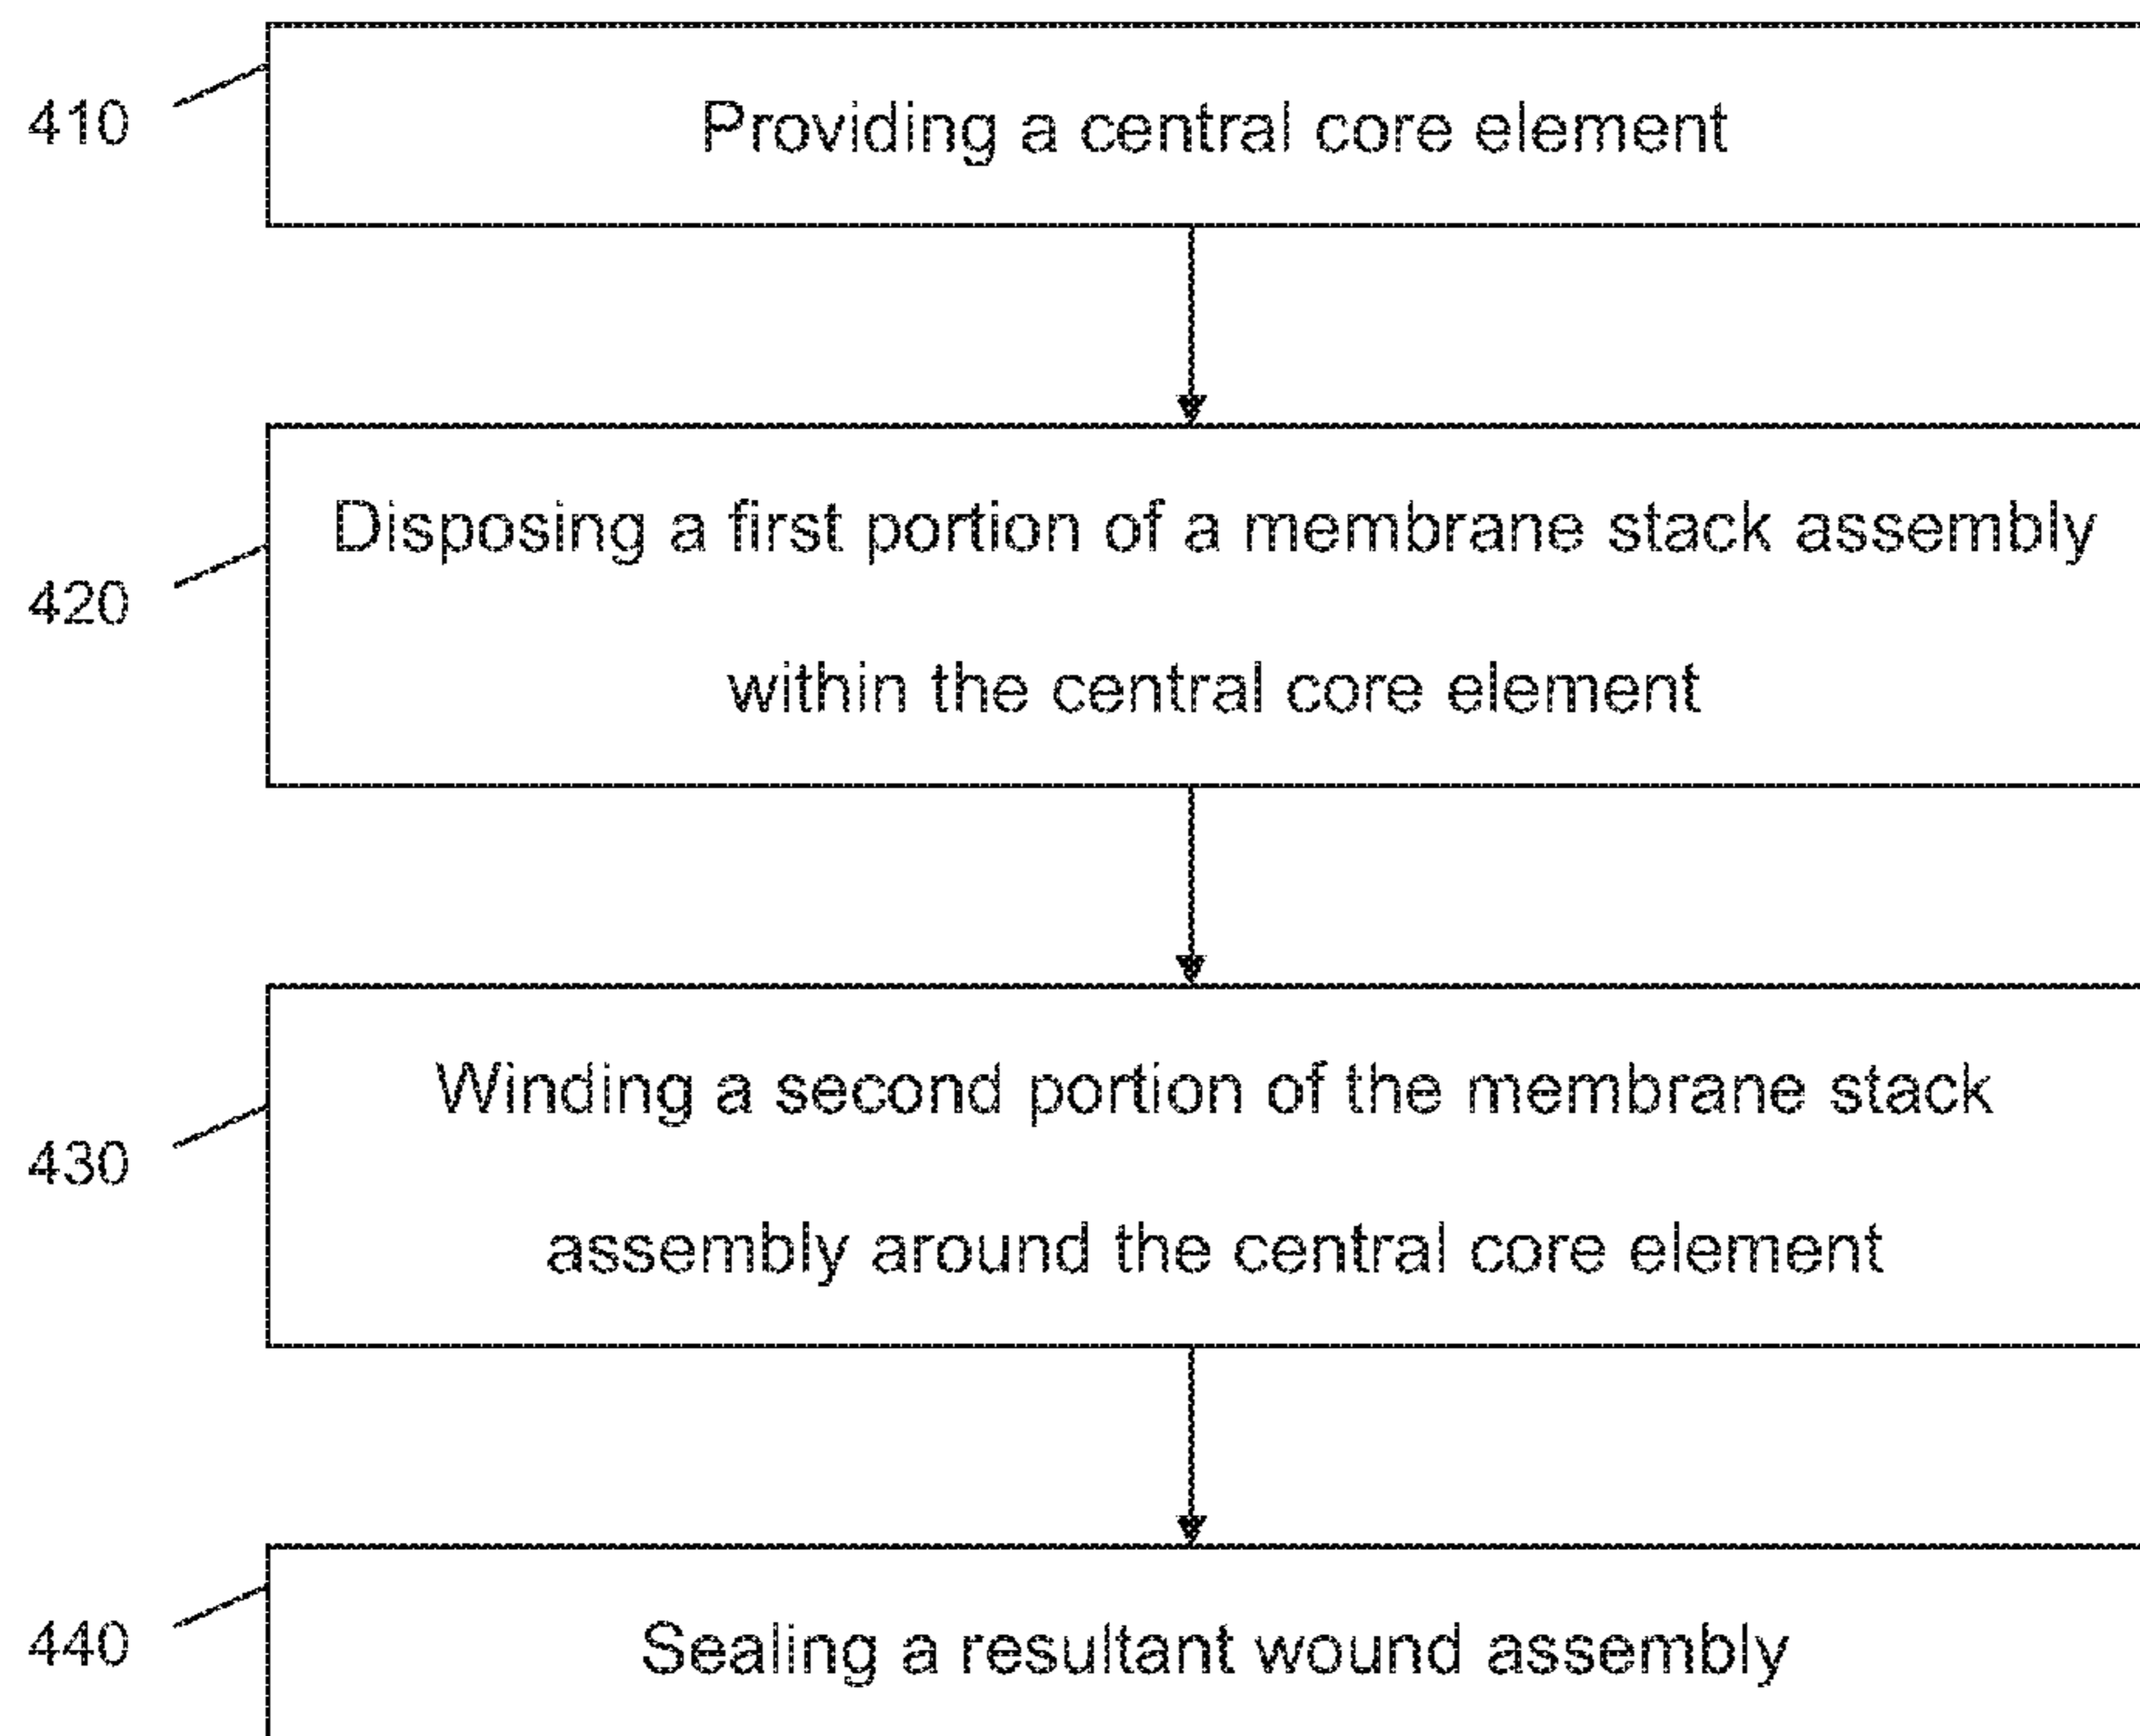 410
Providing a central core element
Disposing a first portion of a membrane stack assembly
420
within the central core element
Winding a second portion of the membrane stack
430
assembly around the central core element
440
Sealing a resultant wound assembly